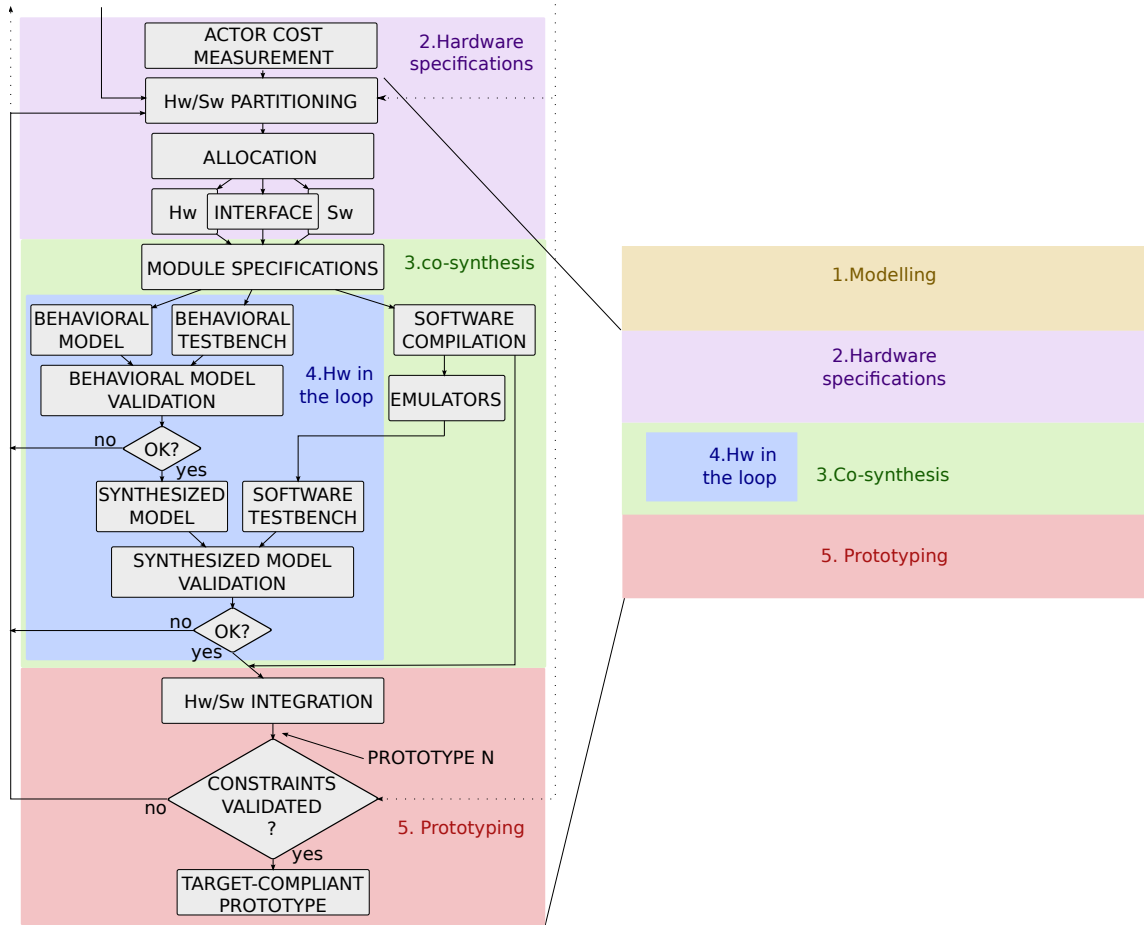 ACTOR COST
MEASUREMENT
2.Hardware
specifications
Hw/Sw PARTITIONING
ALLOCATION
Hw
INTERFACE
Sw
MODULE SPECIFICATIONS
3.co-synthesis
BEHAVIORAL
MODEL
BEHAVIORAL
TESTBENCH
SOFTWARE
COMPILATION
BEHAVIORAL MODEL
VALIDATION
4.Hw in
the loop
EMULATORS
no
OK?
yes
SYNTHESIZED
MODEL
SOFTWARE
TESTBENCH
SYNTHESIZED MODEL
VALIDATION
no
OK?
yes
Hw/Sw INTEGRATION
PROTOTYPE N
CONSTRAINTS
VALIDATED
?
no
yes
5. Prototyping
TARGET-COMPLIANT
PROTOTYPE
1.Modelling
2.Hardware
specifications
4.Hw in
the loop
3.Co-synthesis
5. Prototyping